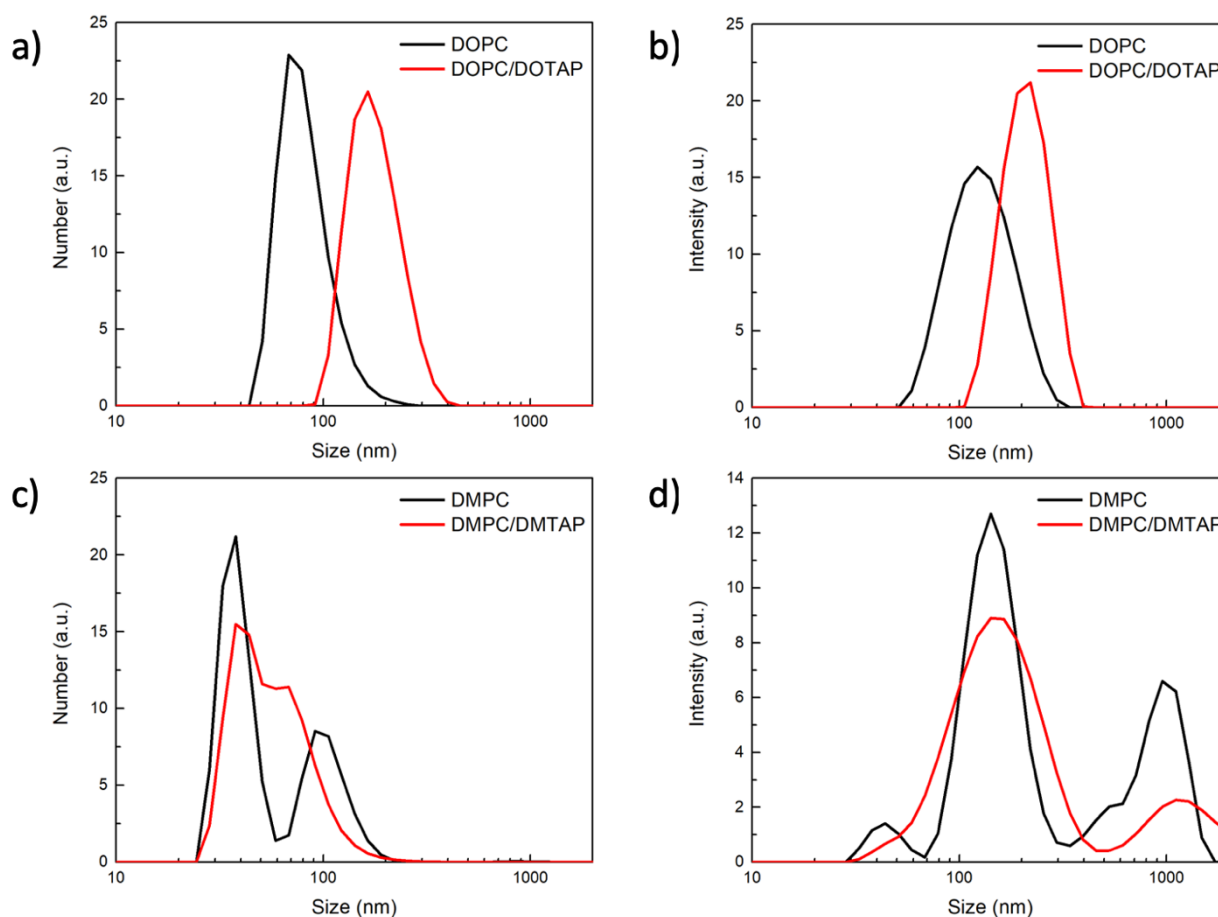 a)
25
20
15
10
5
0
Number (a.u.)
DOPC
DOPC/DOTAP
10
100
1000
Size (nm)
b)
25
20
15
10
5
0
Intensity (a.u.)
DOPC
DOPC/DOTAP
10
100
1000
Size (nm)
c)
25
20
15
10
5
0
Number (a.u.)
DMPC
DMPC/DMTAP
10
100
1000
Size (nm)
d)
14
12
10
8
6
4
2
0
Intensity (a.u.)
DMPC
DMPC/DMTAP
10
100
1000
Size (nm)